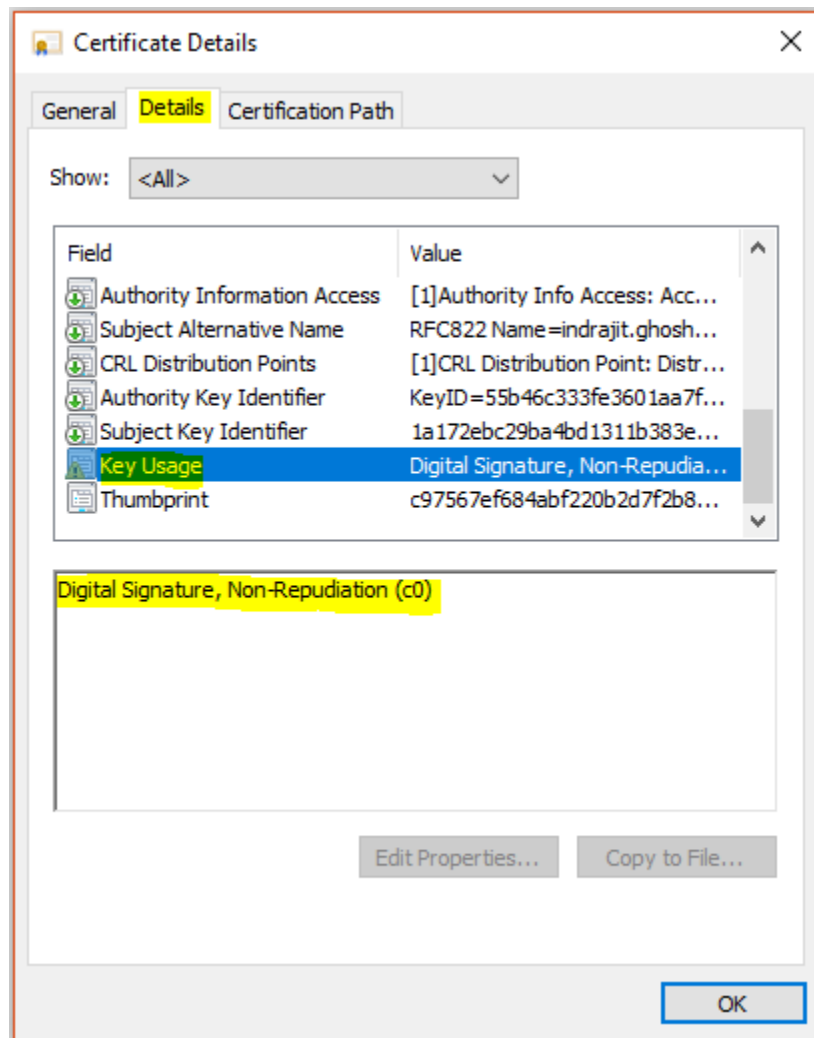 Certificate Details
General Details Certification Path
Show: <All>
Field Value
Authority Information Access [1]Authority Info Access: Acc...
Subject Alternative Name RFC822 Name=indrajit.ghosh...
CRL Distribution Points [1]CRL Distribution Point: Distr...
Authority Key Identifier KeyID=55b46c333fe3601aa7f...
Subject Key Identifier 1a172ebc29ba4bd1311b383e...
Key Usage Digital Signature, Non-Repudia...
Thumbprint c97567ef684abf220b2d7f2b8...
Digital Signature, Non-Repudiation (c0)
Edit Properties... Copy to File...
OK